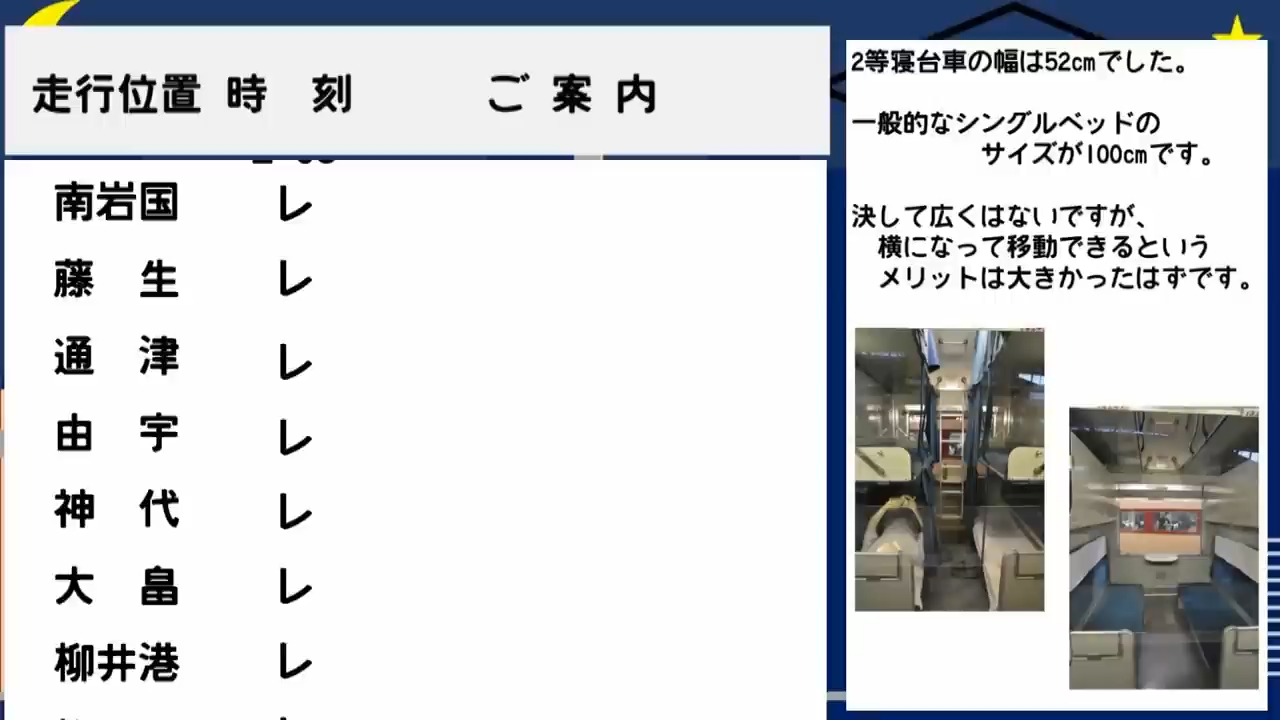 走行位置 時 刻 ご 案 内
南岩国 レ
藤 生 レ
通 津 レ
由 宇 レ
神 代 レ
大 畠 レ
柳井港 レ
2等寝台車の幅は52cmでした。
一般的なシングルベッドの
サイズが100cmです。
決して広くはないですが、
横になって移動できるという
メリットは大きかったはずです。